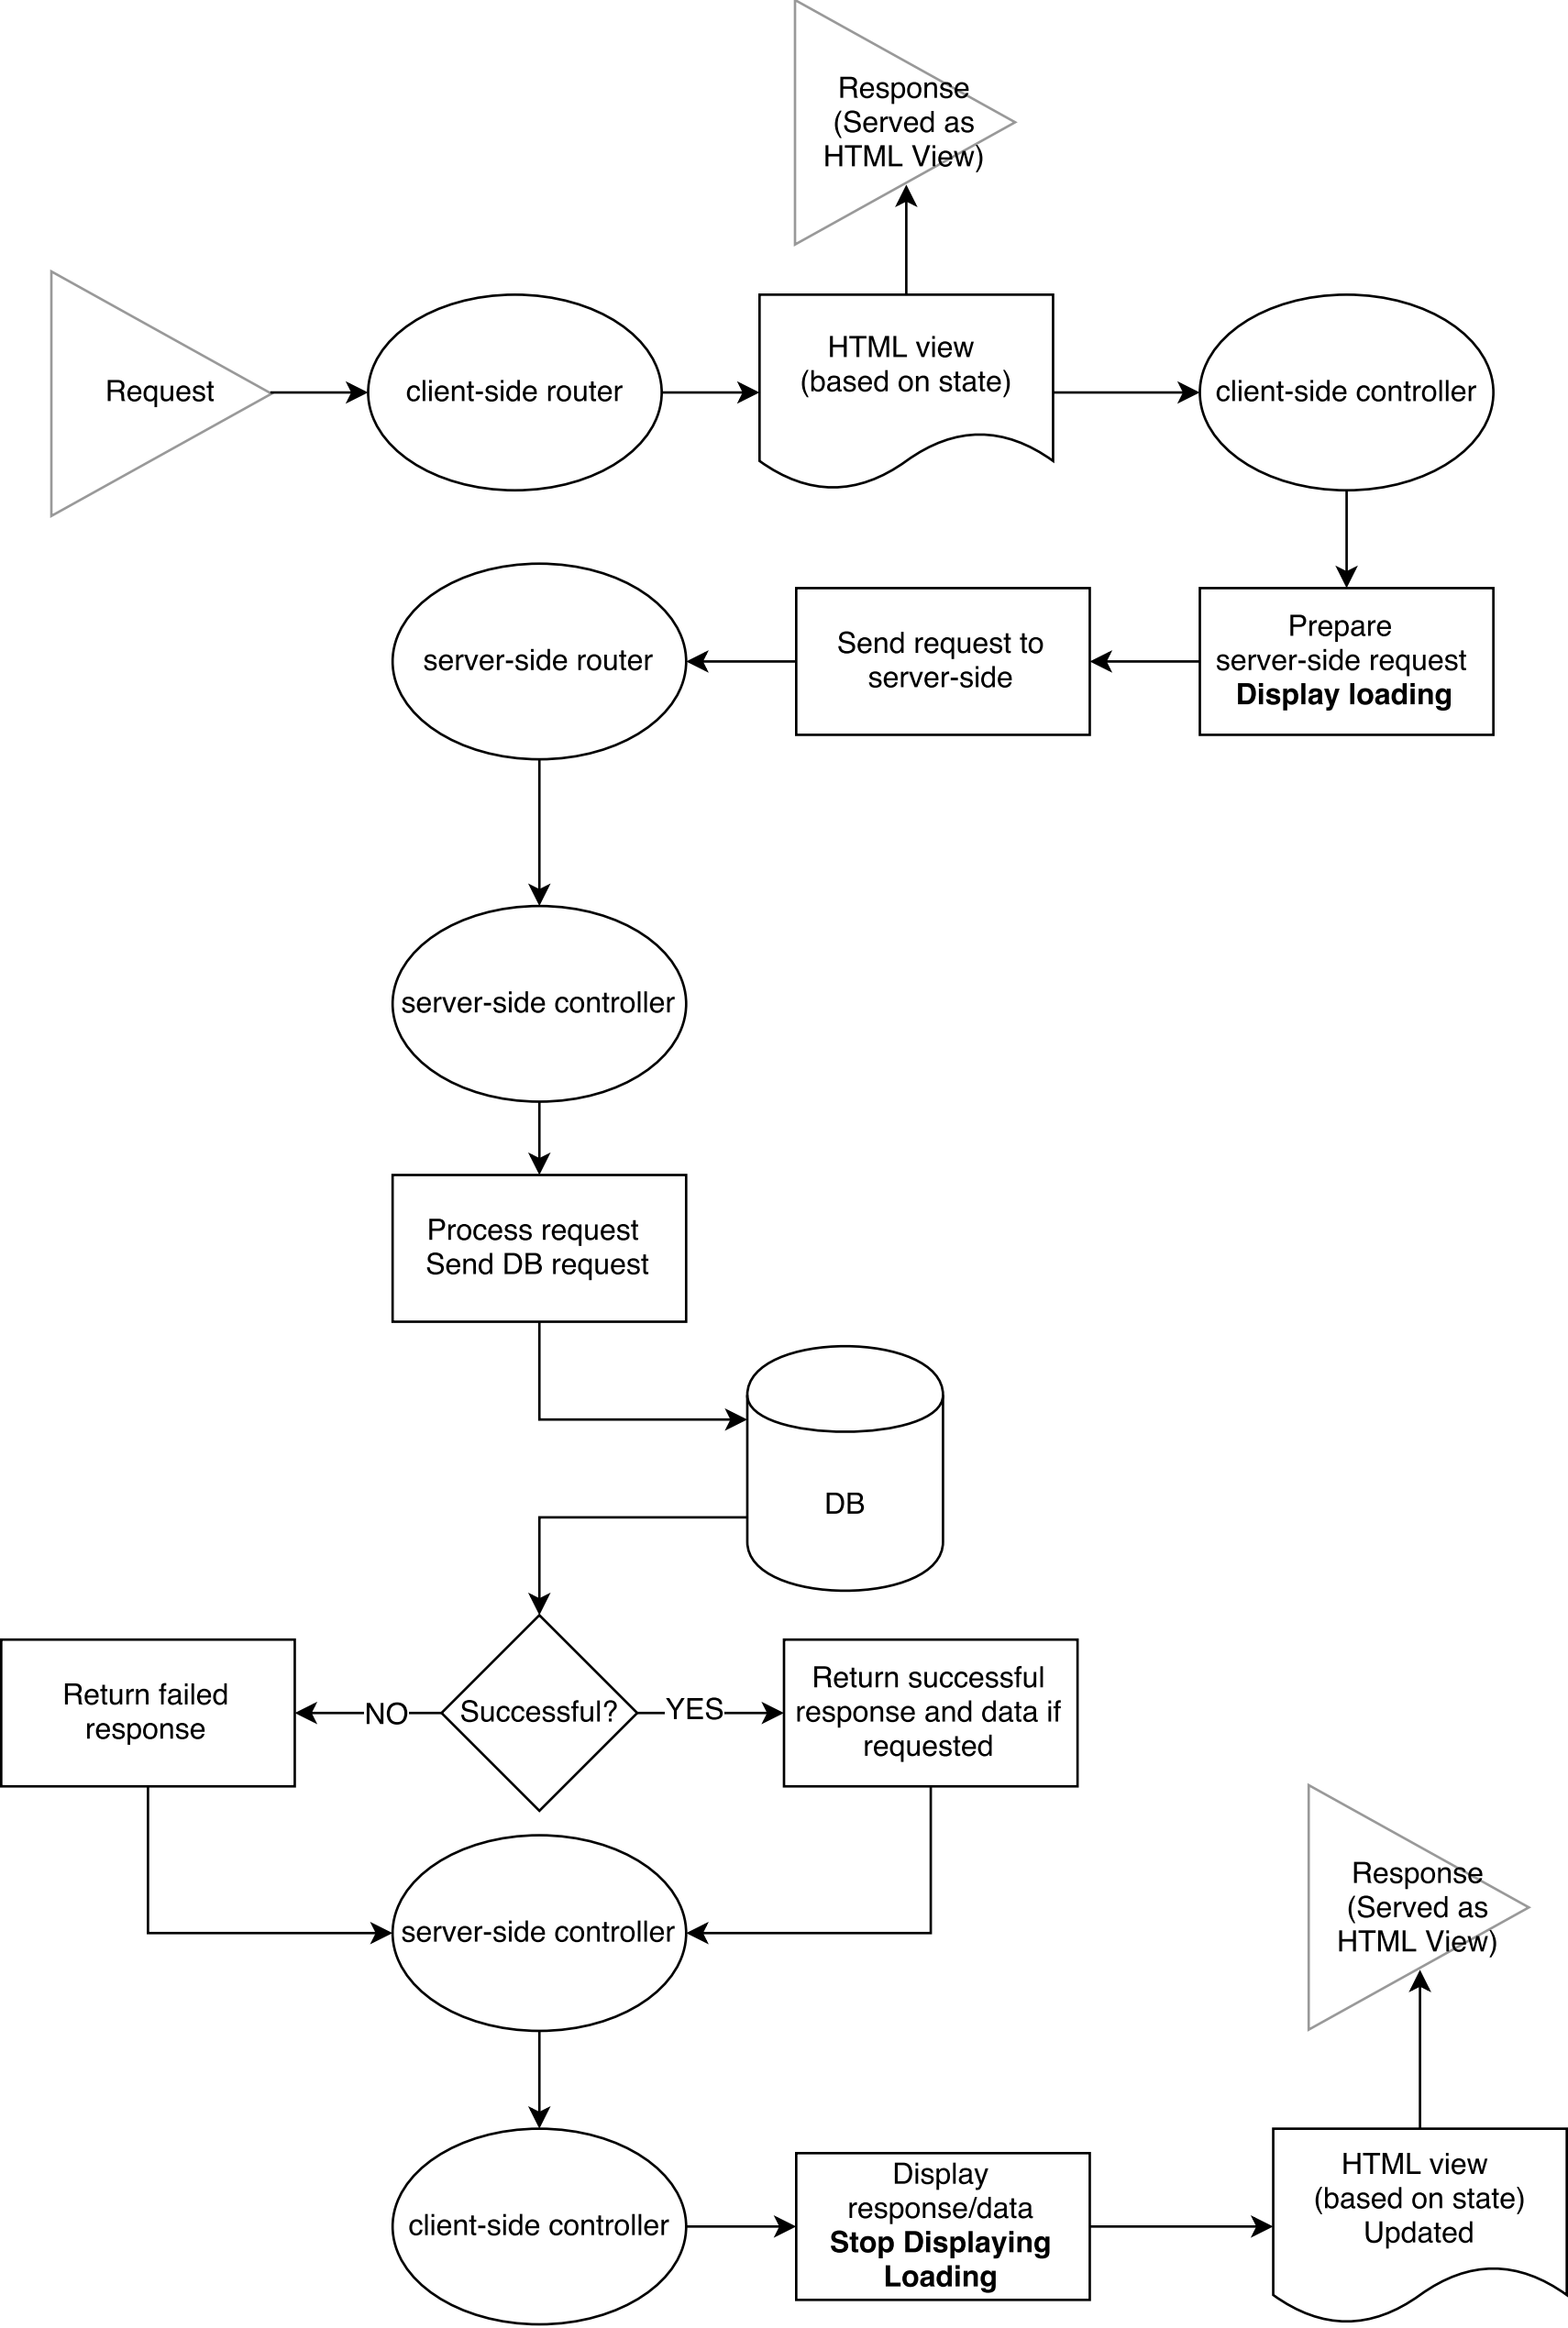 Response
(Served as
HTML View)
Request
client-side router
HTML view
(based on state)
client-side controller
server-side router
Send request to
server-side
Prepare
server-side request
Display loading
server-side controller
Process request
Send DB request
DB
Return failed
response
NO
Successful?
YES
Return successful
response and data if
requested
server-side controller
Response
(Served as
HTML View)
client-side controller
Display
response/data
Stop Displaying
Loading
HTML view
(based on state)
Updated